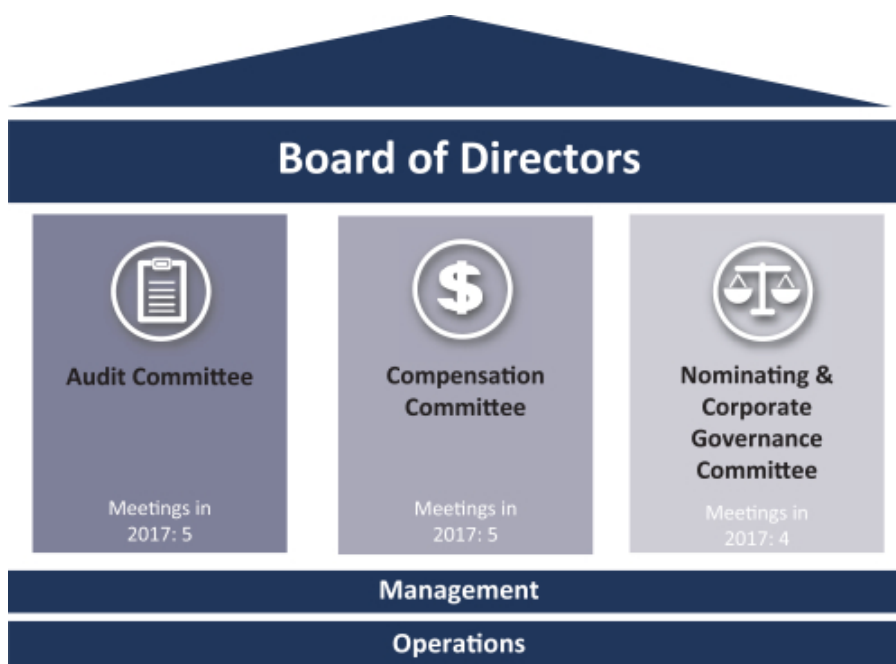 Board of Directors
Audit Committee
Meetings in
2017: 5
Compensation
Committee
Meetings in
2017: 5
Nominating &
Corporate
Governance
Committee
Meetings in
2017: 4
Management
Operations